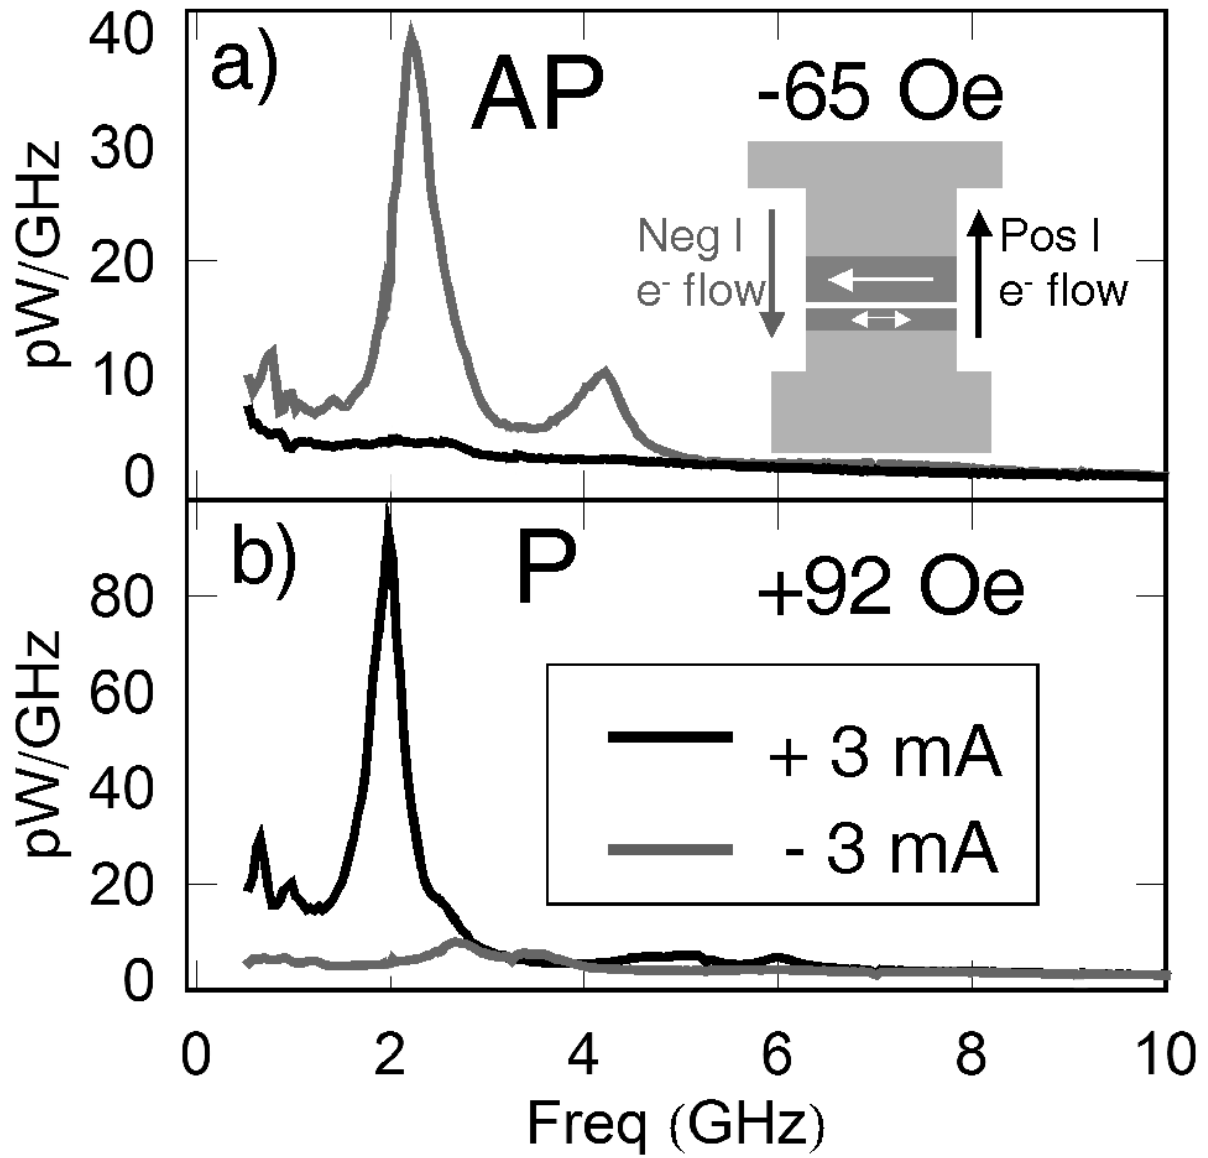 a)
AP
-65 Oe
40
30
20
10
0
pW/GHz
Neg I
e- flow
Pos I
e- flow
b)
P
+92 Oe
80
60
40
20
0
pW/GHz
+ 3 mA
- 3 mA
0 2 4 6 8 10
Freq (GHz)